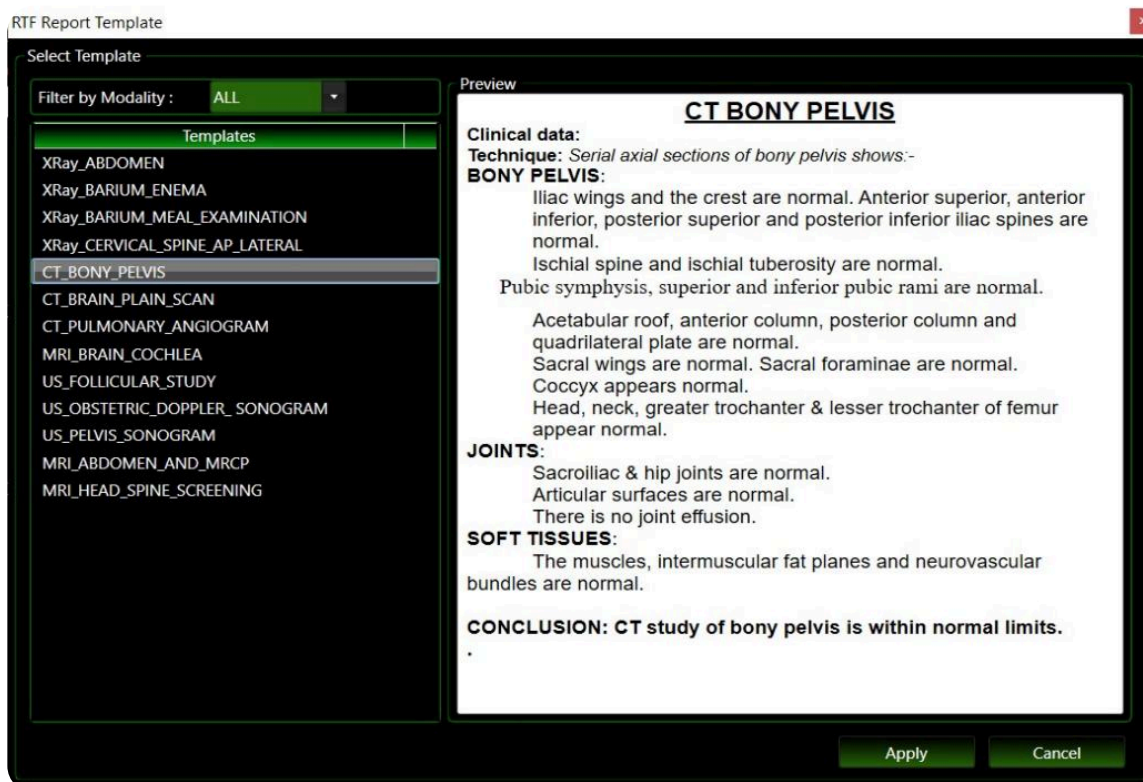 RTF Report Template
Select Template
Filter by Modality :
ALL
Templates
XRay_ABDOMEN
XRay_BARIUM_ENEMA
XRay_BARIUM_MEAL_EXAMINATION
XRay_CERVICAL_SPINE_AP_LATERAL
CT_BONY_PELVIS
CT_BRAIN_PLAIN_SCAN
CT_PULMONARY_ANGIOGRAM
MRI_BRAIN_COCHLEA
US_FOLLICULAR_STUDY
US_OBSTETRIC_DOPPLER_ SONOGRAM
US_PELVIS_SONOGRAM
MRI_ABDOMEN_AND_MRCP
MRI_HEAD_SPINE_SCREENING
Preview
CT BONY PELVIS
Clinical data:
Technique: Serial axial sections of bony pelvis shows:-
BONY PELVIS:
Iliac wings and the crest are normal. Anterior superior, anterior
inferior, posterior superior and posterior inferior iliac spines are
normal.
Ischial spine and ischial tuberosity are normal.
Pubic symphysis, superior and inferior pubic rami are normal.
Acetabular roof, anterior column, posterior column and
quadrilateral plate are normal.
Sacral wings are normal. Sacral foraminae are normal.
Coccyx appears normal.
Head, neck, greater trochanter & lesser trochanter of femur
appear normal.
JOINTS:
Sacroiliac & hip joints are normal.
Articular surfaces are normal.
There is no joint effusion.
SOFT TISSUES:
The muscles, intermuscular fat planes and neurovascular
bundles are normal.
CONCLUSION: CT study of bony pelvis is within normal limits.
.
Apply
Cancel